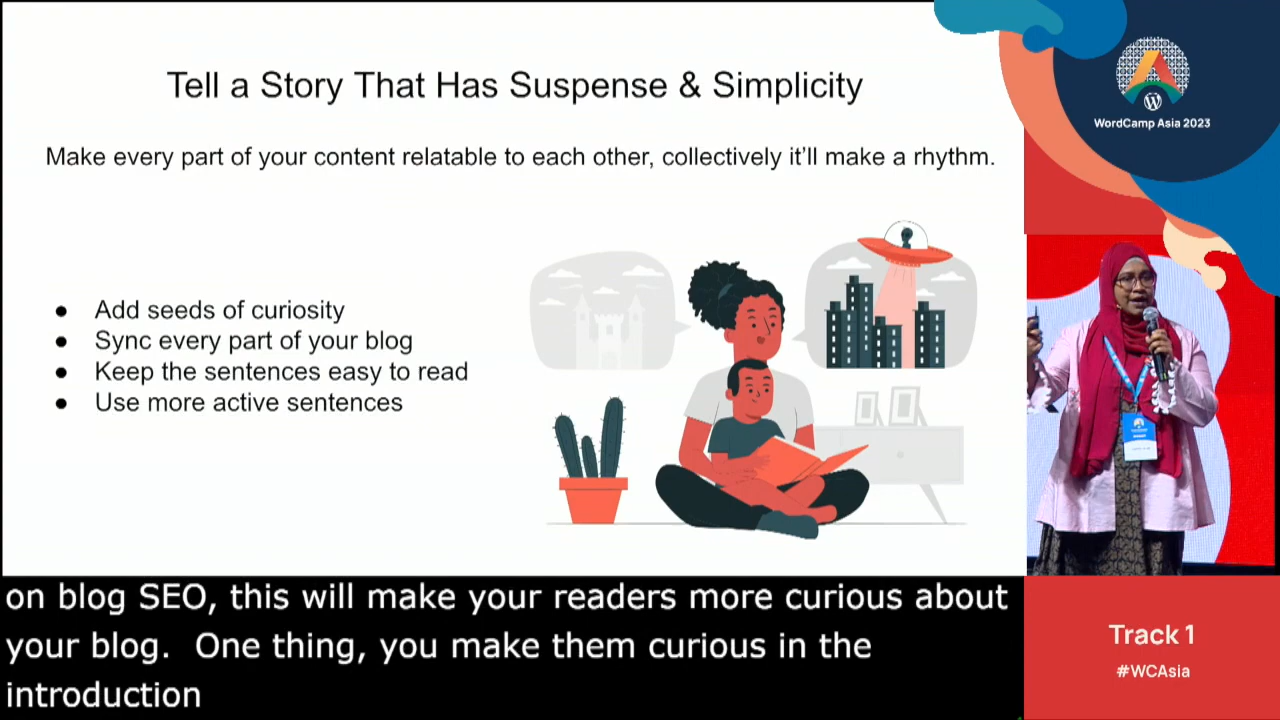 Tell a Story That Has Suspense & Simplicity
Make every part of your content relatable to each other, collectively it'll make a rhythm.
● Add seeds of curiosity
● Sync every part of your blog
● Keep the sentences easy to read
● Use more active sentences
WordCamp Asia 2023
on blog SEO, this will make your readers more curious about
your blog.  One thing, you make them curious in the
introduction
Track 1
#WCAsia